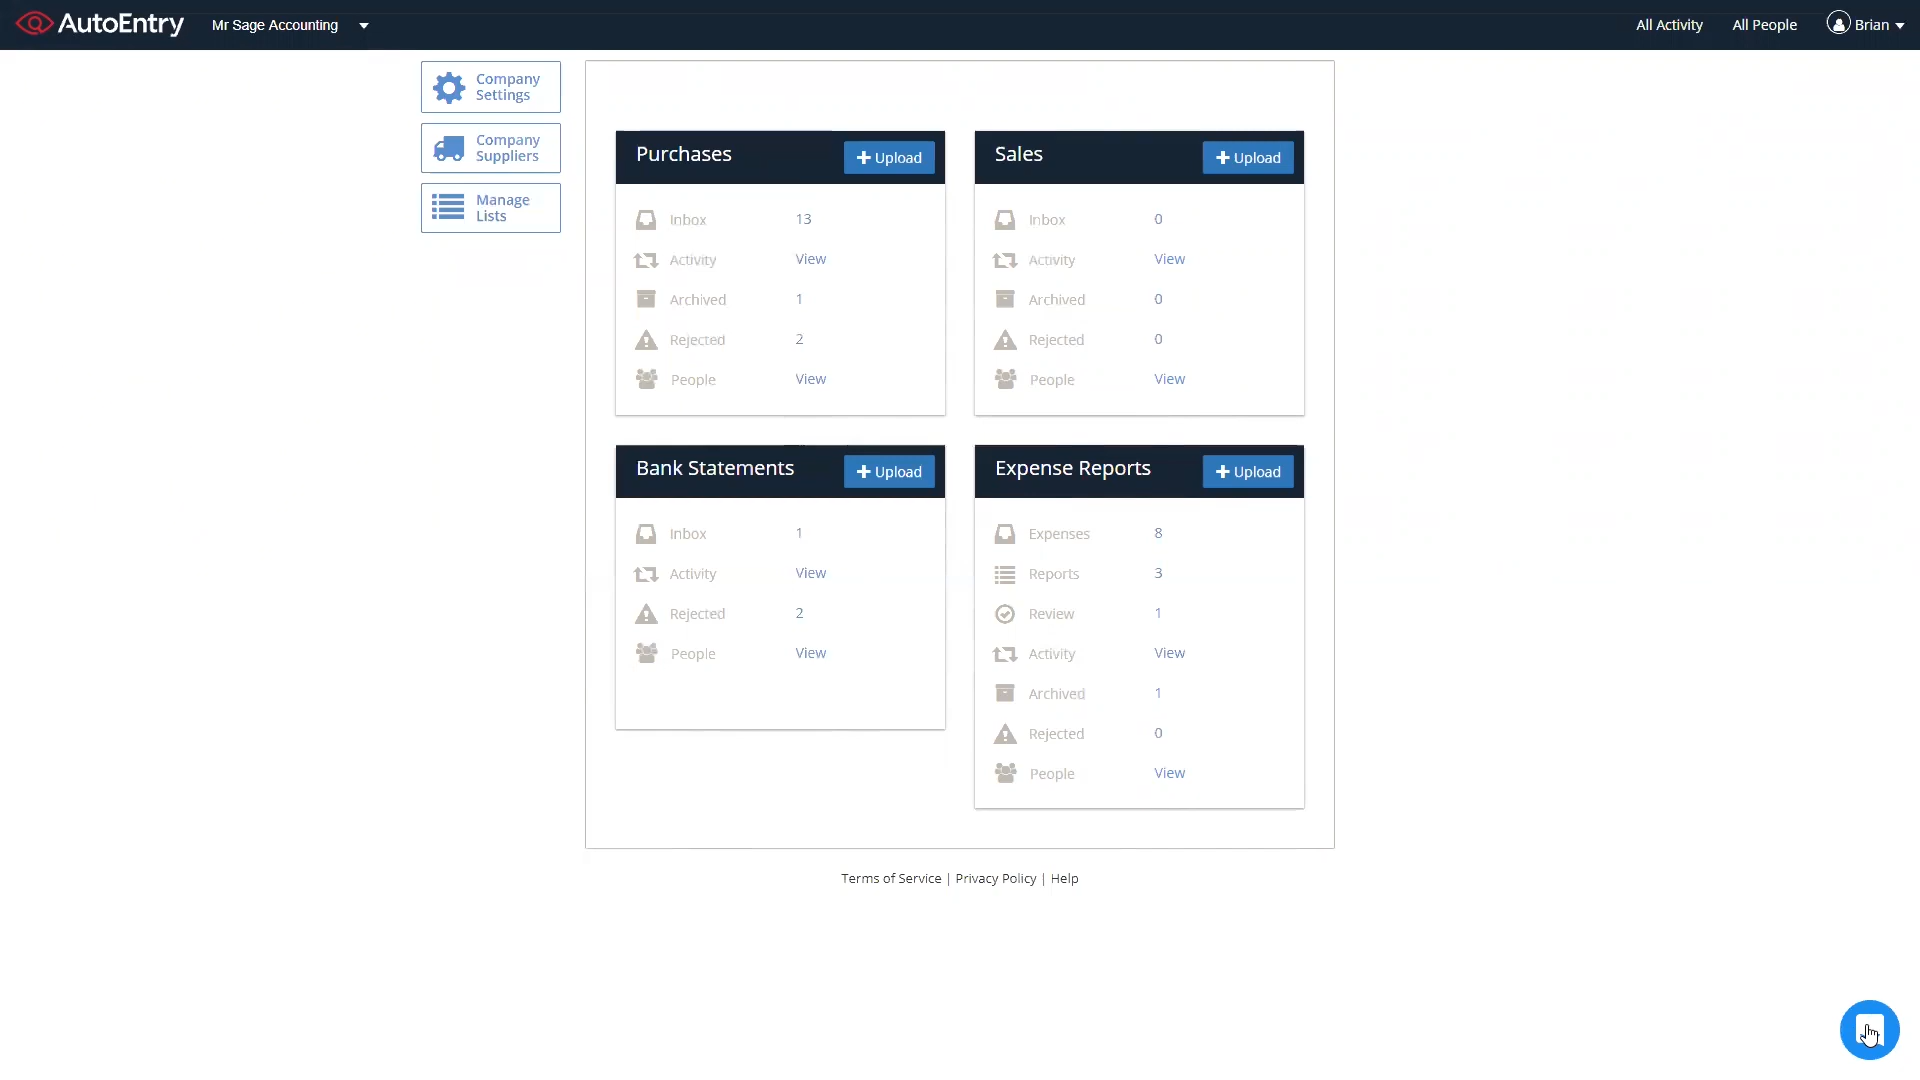 AutoEntry Mr Sage Accounting All Activity All People Brian
Company
Settings
Company
Suppliers
Manage
Lists
Purchases Upload
Inbox 13
Activity View
Archived 1
Rejected 2
People View
Sales Upload
Inbox 0
Activity View
Archived 0
Rejected 0
People View
Bank Statements Upload
Inbox 1
Activity View
Rejected 2
People View
Expense Reports Upload
Expenses 8
Reports 3
Review 1
Activity View
Archived 1
Rejected 0
People View
Terms of Service | Privacy Policy | Help